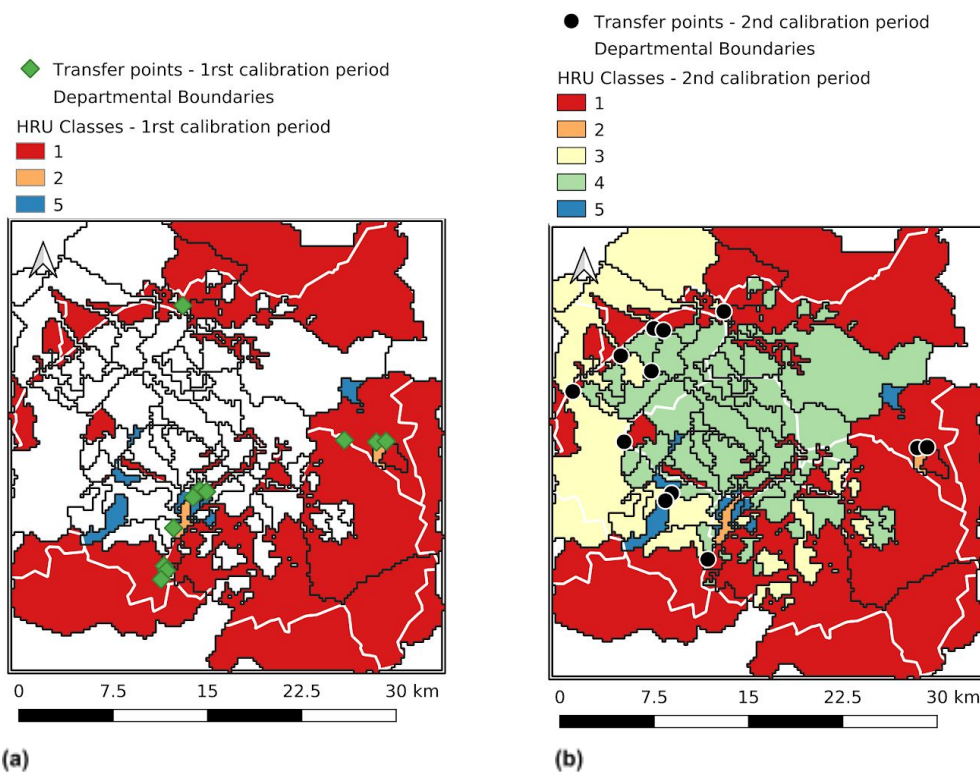 Transfer points - 1rst calibration period
Departmental Boundaries
HRU Classes - 1rst calibration period
1
2
5
0 7.5 15 22.5 30 km
(a)
Transfer points - 2nd calibration period
Departmental Boundaries
HRU Classes - 2nd calibration period
1
2
3
4
5
0 7.5 15 22.5 30 km
(b)